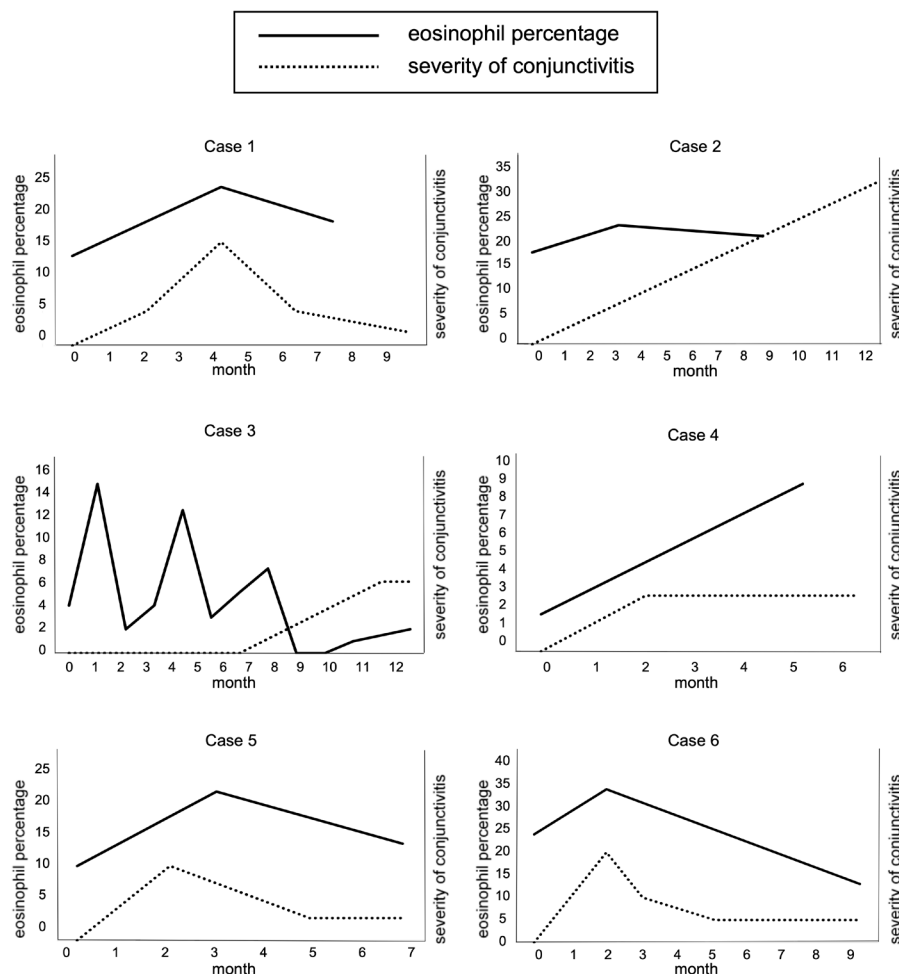 eosinophil percentage
severity of conjunctivitis
Case 1
eosinophil percentage
25
20
15
10
5
0
0 1 2 3 4 5 6 7 8 9
month
severity of conjunctivitis
Case 2
eosinophil percentage
35
30
25
20
15
10
5
0
0 1 2 3 4 5 6 7 8 9 10 11 12
month
severity of conjunctivitis
Case 3
eosinophil percentage
16
14
12
10
8
6
4
2
0
0 1 2 3 4 5 6 7 8 9 10 11 12
month
severity of conjunctivitis
Case 4
eosinophil percentage
10
9
8
7
6
5
4
3
2
1
0
0 1 2 3 4 5 6
month
severity of conjunctivitis
Case 5
eosinophil percentage
25
20
15
10
5
0
0 1 2 3 4 5 6 7
month
severity of conjunctivitis
Case 6
eosinophil percentage
40
35
30
25
20
15
10
5
0
0 1 2 3 4 5 6 7 8 9
month
severity of conjunctivitis